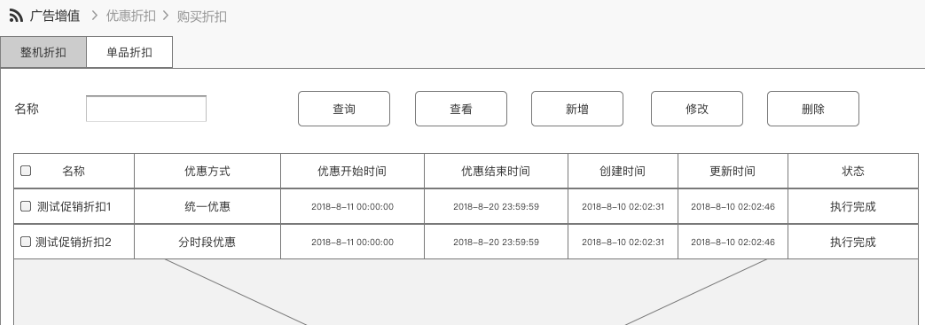 广告增值 > 优惠折扣 > 购买折扣
整机折扣 单品折扣
名称 查询 查看 新增 修改 删除
名称 优惠方式 优惠开始时间 优惠结束时间 创建时间 更新时间 状态
测试促销折扣1 统一优惠 2018-8-11 00:00:00 2018-8-20 23:59:59 2018-8-10 02:02:31 2018-8-10 02:02:46 执行完成
测试促销折扣2 分时段优惠 2018-8-11 00:00:00 2018-8-20 23:59:59 2018-8-10 02:02:31 2018-8-10 02:02:46 执行完成